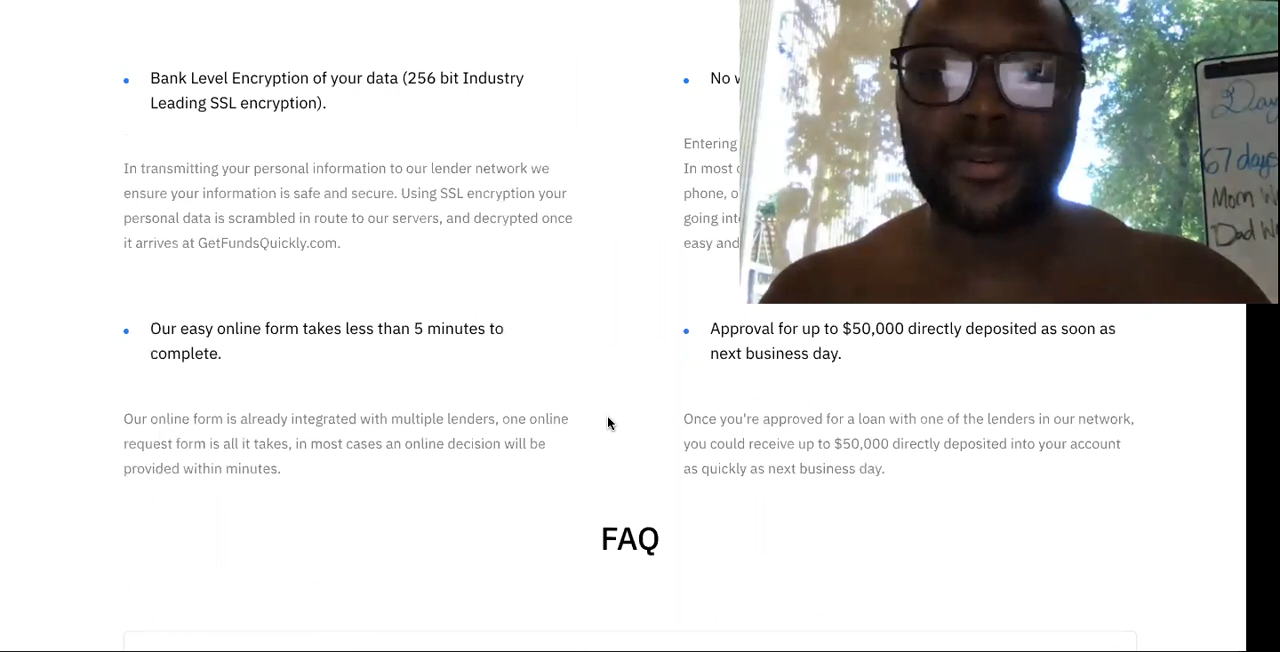 Bank Level Encryption of your data (256 bit Industry
Leading SSL encryption).
In transmitting your personal information to our lender network we
ensure your information is safe and secure. Using SSL encryption your
personal data is scrambled in route to our servers, and decrypted once
it arrives at GetFundsQuickly.com.
No
Entering
In most
phone,
going
easy and
Day
67 days
Mom
Dad
Our easy online form takes less than 5 minutes to
complete.
Our online form is already integrated with multiple lenders, one online
request form is all it takes, in most cases an online decision will be
provided within minutes.
Approval for up to $50,000 directly deposited as soon as
next business day.
Once you're approved for a loan with one of the lenders in our network,
you could receive up to $50,000 directly deposited into your account
as quickly as next business day.
FAQ